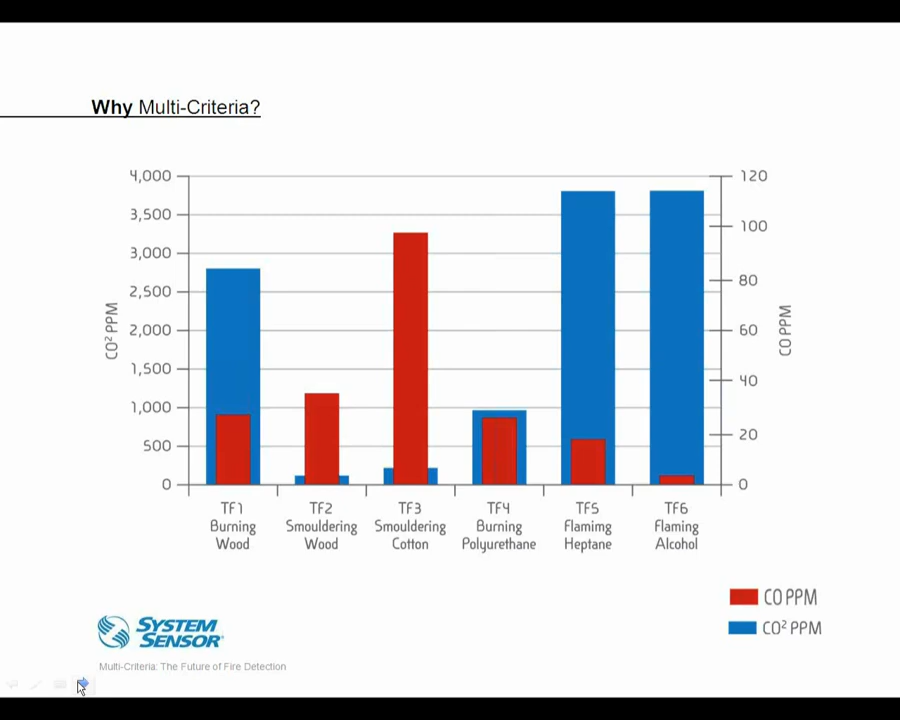 Why Multi-Criteria?
4,000
3,500
3,000
2,500
2,000
1,500
1,000
500
0
CO² PPM
120
100
80
60
40
20
0
CO PPM
TF1 Burning Wood
TF2 Smouldering Wood
TF3 Smouldering Cotton
TF4 Burning Polyurethane
TF5 Flamimg Heptane
TF6 Flaming Alcohol
CO PPM
CO² PPM
SYSTEM
SENSOR
Multi-Criteria: The Future of Fire Detection